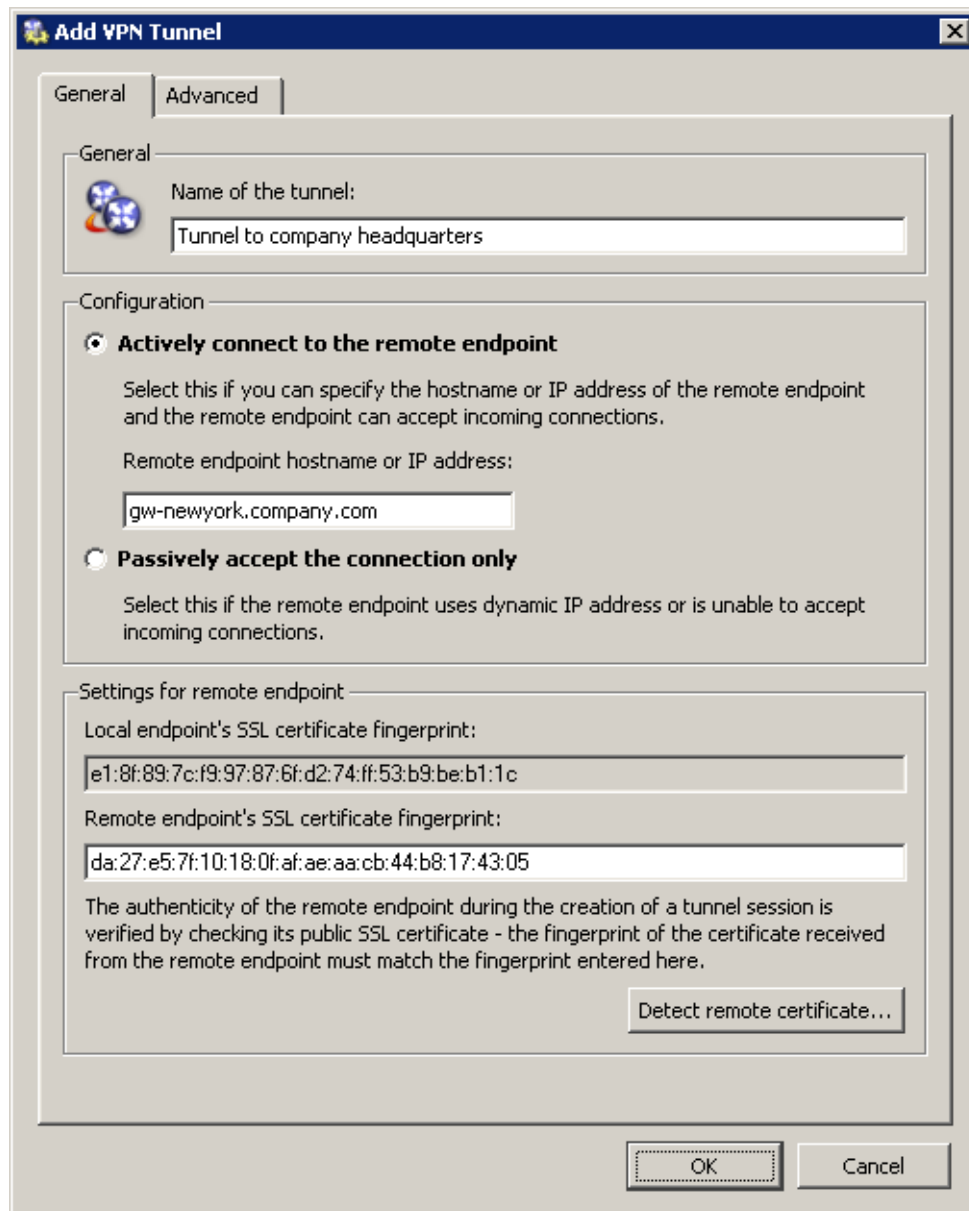 Add VPN Tunnel
General
Advanced
General
Name of the tunnel:
Tunnel to company headquarters
Configuration
Actively connect to the remote endpoint
Select this if you can specify the hostname or IP address of the remote endpoint
and the remote endpoint can accept incoming connections.
Remote endpoint hostname or IP address:
gw-newyork.company.com
Passively accept the connection only
Select this if the remote endpoint uses dynamic IP address or is unable to accept
incoming connections.
Settings for remote endpoint
Local endpoint's SSL certificate fingerprint:
e1:8f:89:7c:f9:97:87:6f:d2:74:ff:53:b9:be:b1:1c
Remote endpoint's SSL certificate fingerprint:
da:27:e5:7f:10:18:0f:af:ae:aa:cb:44:b8:17:43:05
The authenticity of the remote endpoint during the creation of a tunnel session is
verified by checking its public SSL certificate - the fingerprint of the certificate received
from the remote endpoint must match the fingerprint entered here.
Detect remote certificate...
OK
Cancel